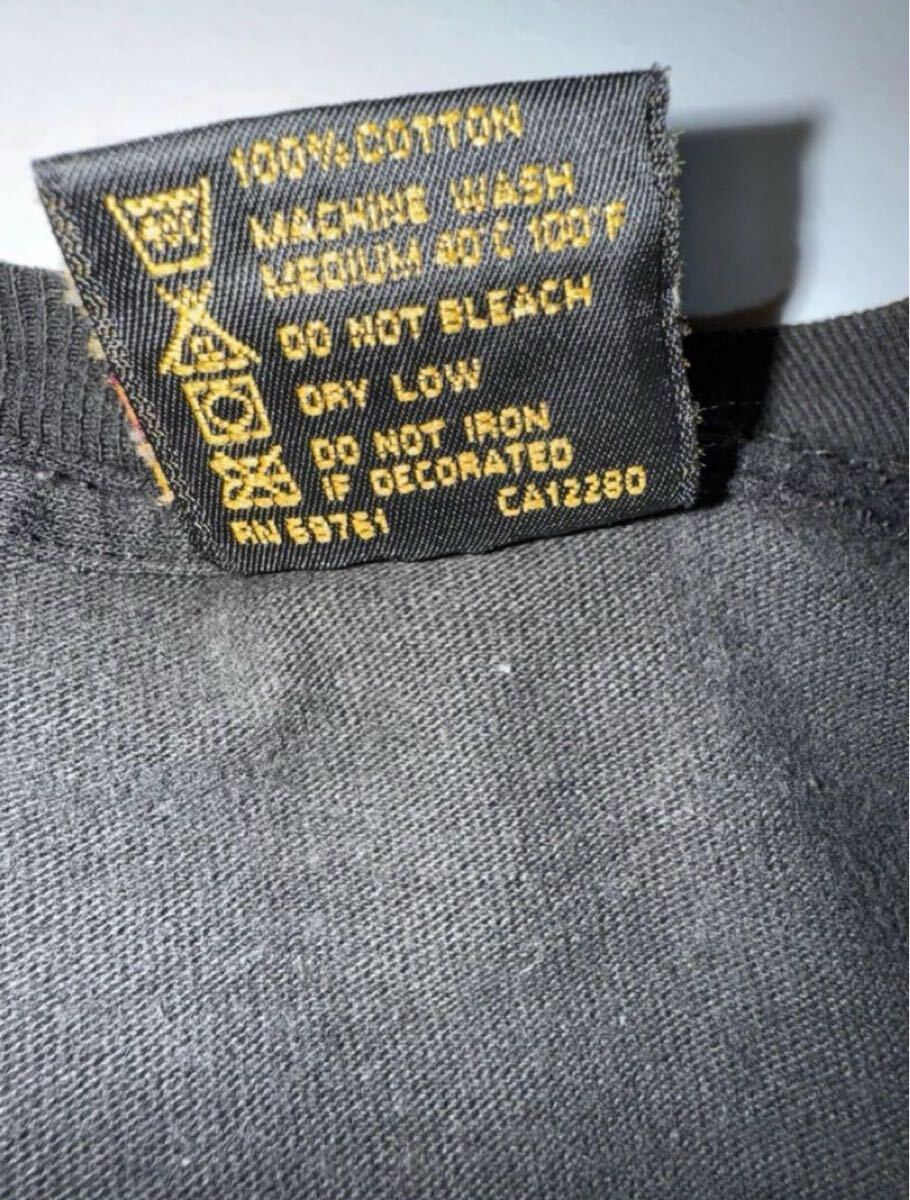 100% COTTON
MACHINE WASH
MEDIUM 40°C 100°F
DO NOT BLEACH
DRY LOW
DO NOT IRON
IF DECORATED
RN 69761 CA12280